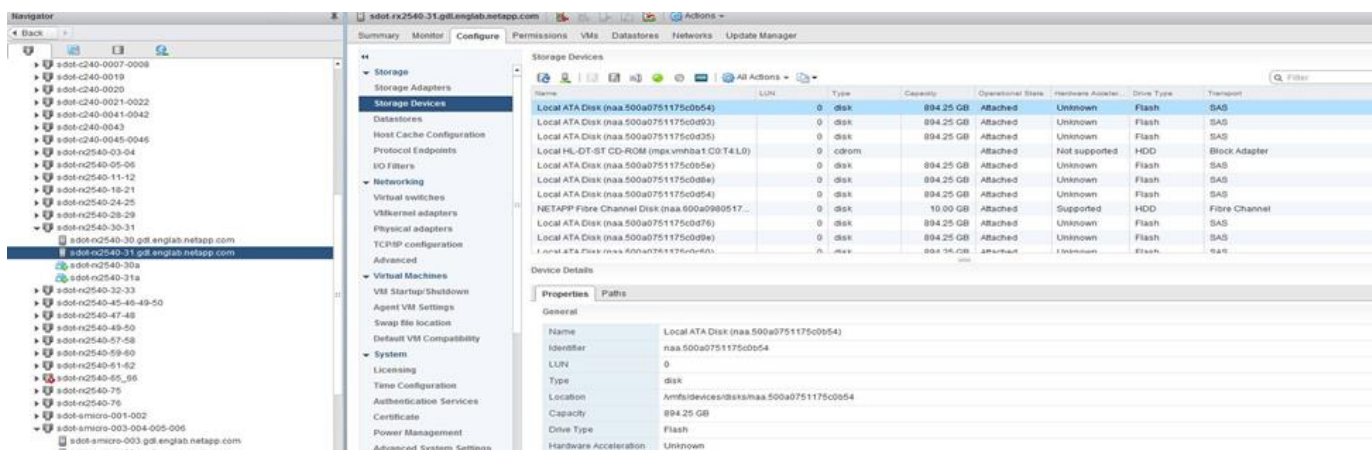 Navigator
Back
sdot-c240-0007-0008
sdot-c240-0019
sdot-c240-0020
sdot-c240-0021-0022
sdot-c240-0041-0042
sdot-c240-0043
sdot-c240-0045-0046
sdot-rx2540-03-04
sdot-rx2540-05-06
sdot-rx2540-11-12
sdot-rx2540-18-21
sdot-rx2540-24-25
sdot-rx2540-28-29
sdot-rx2540-30-31
sdot-rx2540-30.gdl.englab.netapp.com
sdot-rx2540-31.gdl.englab.netapp.com
sdot-rx2540-30a
sdot-rx2540-31a
sdot-rx2540-32-33
sdot-rx2540-45-46-49-50
sdot-rx2540-47-48
sdot-rx2540-49-50
sdot-rx2540-57-58
sdot-rx2540-59-60
sdot-rx2540-61-62
sdot-rx2540-65_66
sdot-rx2540-75
sdot-rx2540-76
sdot-smicro-001-002
sdot-smicro-003-004-005-006
sdot-smicro-003.gdl.englab.netapp.com
sdot-rx2540-31.gdl.englab.netapp.com Actions
Summary Monitor Configure Permissions VMs Datastores Networks Update Manager
Storage
Storage Adapters
Storage Devices
Datastores
Host Cache Configuration
Protocol Endpoints
I/O Filters
Networking
Virtual switches
VMkernel adapters
Physical adapters
TCP/IP configuration
Advanced
Virtual Machines
VM Startup/Shutdown
Agent VM Settings
Swap file location
Default VM Compatibility
System
Licensing
Time Configuration
Authentication Services
Certificate
Power Management
Advanced System Settings
Storage Devices
All Actions Filter
Name LUN Type Capacity Operational State Hardware Acceler... Drive Type Transport
Local ATA Disk (naa.500a0751175c0b54) 0 disk 894.25 GB Attached Unknown Flash SAS
Local ATA Disk (naa.500a0751175c0d93) 0 disk 894.25 GB Attached Unknown Flash SAS
Local ATA Disk (naa.500a0751175c0d35) 0 disk 894.25 GB Attached Unknown Flash SAS
Local HL-DT-ST CD-ROM (mpx.vmhba1:C0:T4:L0) 0 cdrom Attached Not supported HDD Block Adapter
Local ATA Disk (naa.500a0751175c0b5e) 0 disk 894.25 GB Attached Unknown Flash SAS
Local ATA Disk (naa.500a0751175c0d8e) 0 disk 894.25 GB Attached Unknown Flash SAS
Local ATA Disk (naa.500a0751175c0d54) 0 disk 894.25 GB Attached Unknown Flash SAS
NETAPP Fibre Channel Disk (naa.600a0980517... 0 disk 10.00 GB Attached Supported HDD Fibre Channel
Local ATA Disk (naa.500a0751175c0d76) 0 disk 894.25 GB Attached Unknown Flash SAS
Local ATA Disk (naa.500a0751175c0d9e) 0 disk 894.25 GB Attached Unknown Flash SAS
Local ATA Disk 0 disk 894.25 GB Attached Unknown Flash SAS
Device Details
Properties Paths
General
Name Local ATA Disk (naa.500a0751175c0b54)
Identifier naa.500a0751175c0b54
LUN 0
Type disk
Location /vmfs/devices/disks/naa.500a0751175c0b54
Capacity 894.25 GB
Drive Type Flash
Hardware Acceleration Unknown